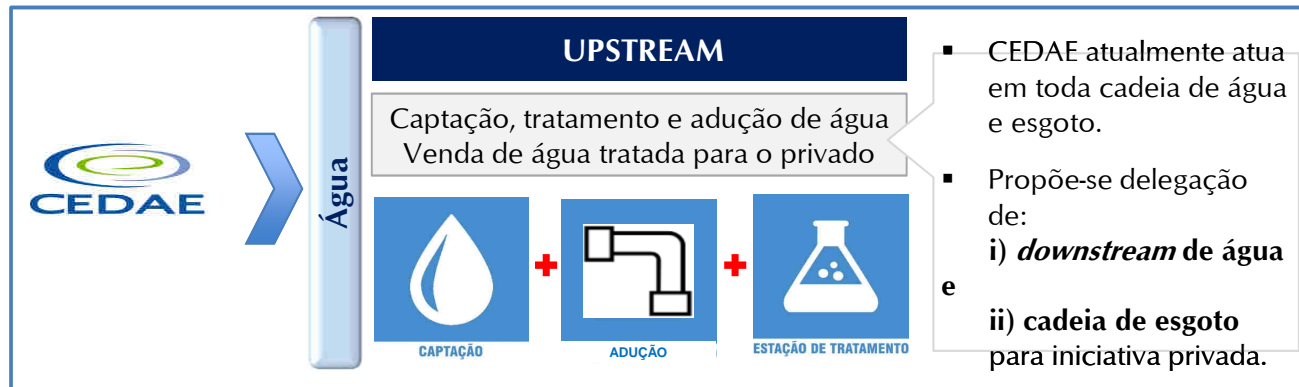 CEDAE
Água
UPSTREAM
Captação, tratamento e adução de água
Venda de água tratada para o privado
CAPTAÇÃO
ADUÇÃO
ESTAÇÃO DE TRATAMENTO
▪ CEDAE atualmente atua
em toda cadeia de água
e esgoto.
▪ Propõe-se delegação
de:
i) downstream de água
e
ii) cadeia de esgoto
para iniciativa privada.